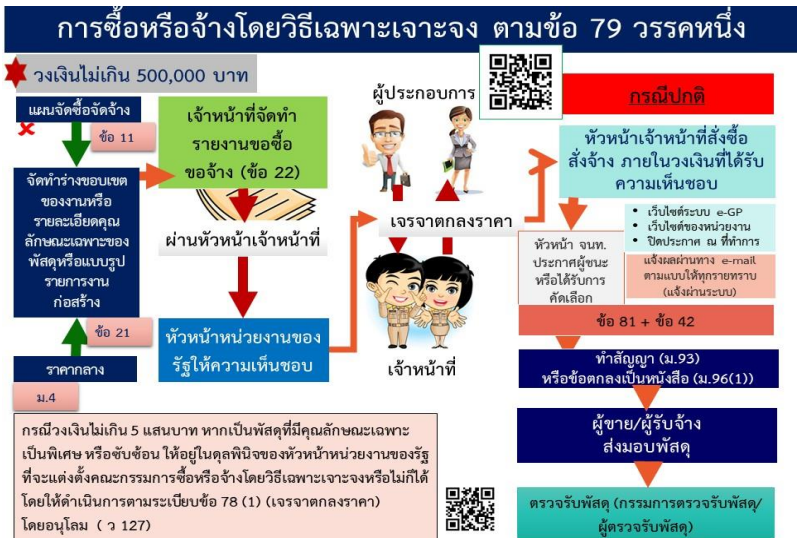 การซื้อหรือจ้างโดยวิธีเฉพาะเจาะจง ตามข้อ 79 วรรคหนึ่ง
วงเงินไม่เกิน 500,000 บาท
แผนจัดซื้อจัดจ้าง
ข้อ 11
จัดทำร่างขอบเขต
ของงานหรือ
รายละเอียดคุณ
ลักษณะเฉพาะของ
พัสดุหรือแบบรูป
รายการงาน
ก่อสร้าง
ข้อ 21
ราคากลาง
ม.4
เจ้าหน้าที่จัดทำ
รายงานขอซื้อ
ขอจ้าง (ข้อ 22)
ผ่านหัวหน้าเจ้าหน้าที่
หัวหน้าหน่วยงานของ
รัฐให้ความเห็นชอบ
ผู้ประกอบการ
เจรจาตกลงราคา
เจ้าหน้าที่
กรณีปกติ
หัวหน้าเจ้าหน้าที่สั่งซื้อ
สั่งจ้าง ภายในวงเงินที่ได้รับ
ความเห็นชอบ
หัวหน้า จนท.
ประกาศผู้ชนะ
หรือได้รับการ
คัดเลือก
• เว็บไซต์ระบบ e-GP
• เว็บไซต์ของหน่วยงาน
• ปิดประกาศ ณ ที่ทำการ
แจ้งผลผ่านทาง e-mail
ตามแบบให้ทุกรายทราบ
(แจ้งผ่านระบบ)
ข้อ 81 + ข้อ 42
ทำสัญญา (ม.93)
หรือข้อตกลงเป็นหนังสือ (ม.96(1))
ผู้ขาย/ผู้รับจ้าง
ส่งมอบพัสดุ
ตรวจรับพัสดุ (กรรมการตรวจรับพัสดุ/
ผู้ตรวจรับพัสดุ)
กรณีวงเงินไม่เกิน 5 แสนบาท หากเป็นพัสดุที่มีคุณลักษณะเฉพาะ
เป็นพิเศษ หรือซับซ้อน ให้อยู่ในดุลพินิจของหัวหน้าหน่วยงานของรัฐ
ที่จะแต่งตั้งคณะกรรมการซื้อหรือจ้างโดยวิธีเฉพาะเจาะจงหรือไม่ก็ได้
โดยให้ดำเนินการตามระเบียบข้อ 78 (1) (เจรจาตกลงราคา)
โดยอนุโลม ( ว 127)